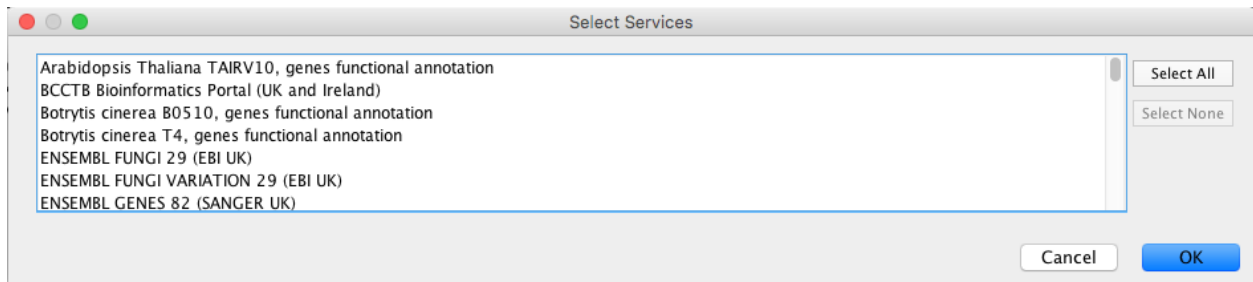 Select Services
Arabidopsis Thaliana TAIRV10, genes functional annotation
BCCTB Bioinformatics Portal (UK and Ireland)
Botrytis cinerea B0510, genes functional annotation
Botrytis cinerea T4, genes functional annotation
ENSEMBL FUNGI 29 (EBI UK)
ENSEMBL FUNGI VARIATION 29 (EBI UK)
ENSEMBL GENES 82 (SANGER UK)
Select All
Select None
Cancel
OK